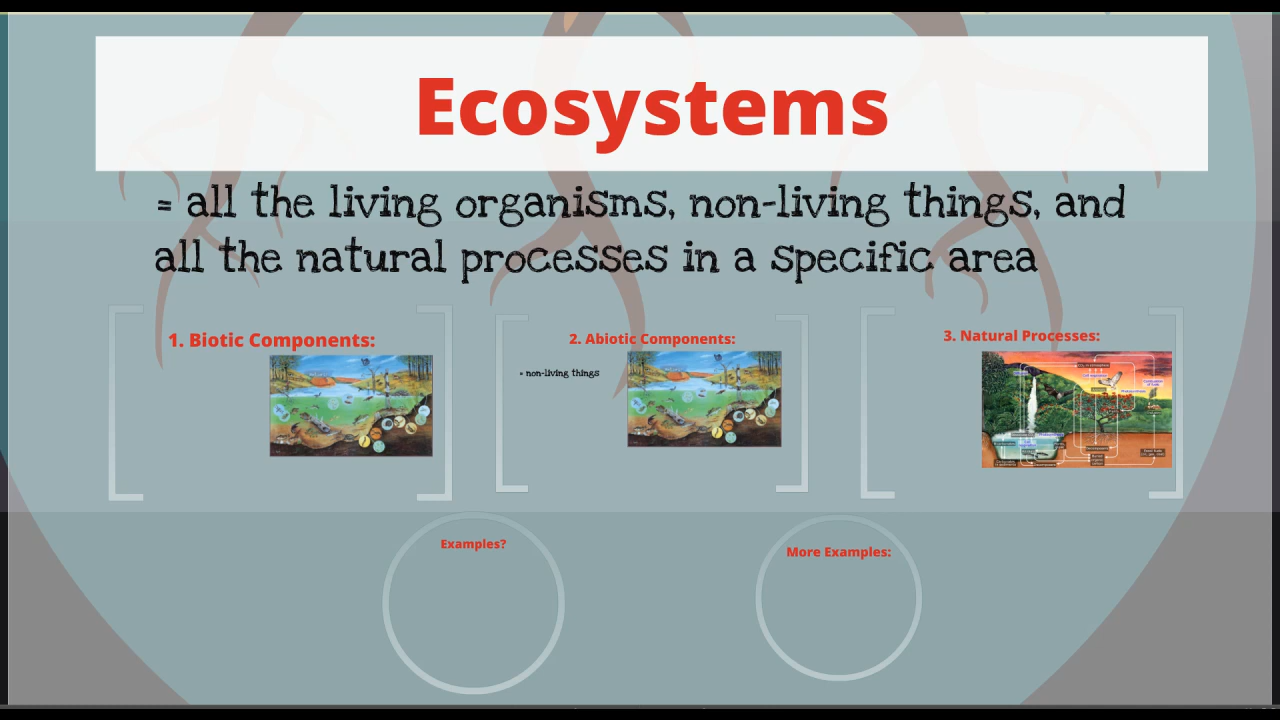 Ecosystems
= all the living organisms, non-living things, and
all the natural processes in a specific area
1. Biotic Components:
2. Abiotic Components:
= non-living things
3. Natural Processes:
Examples?
More Examples: